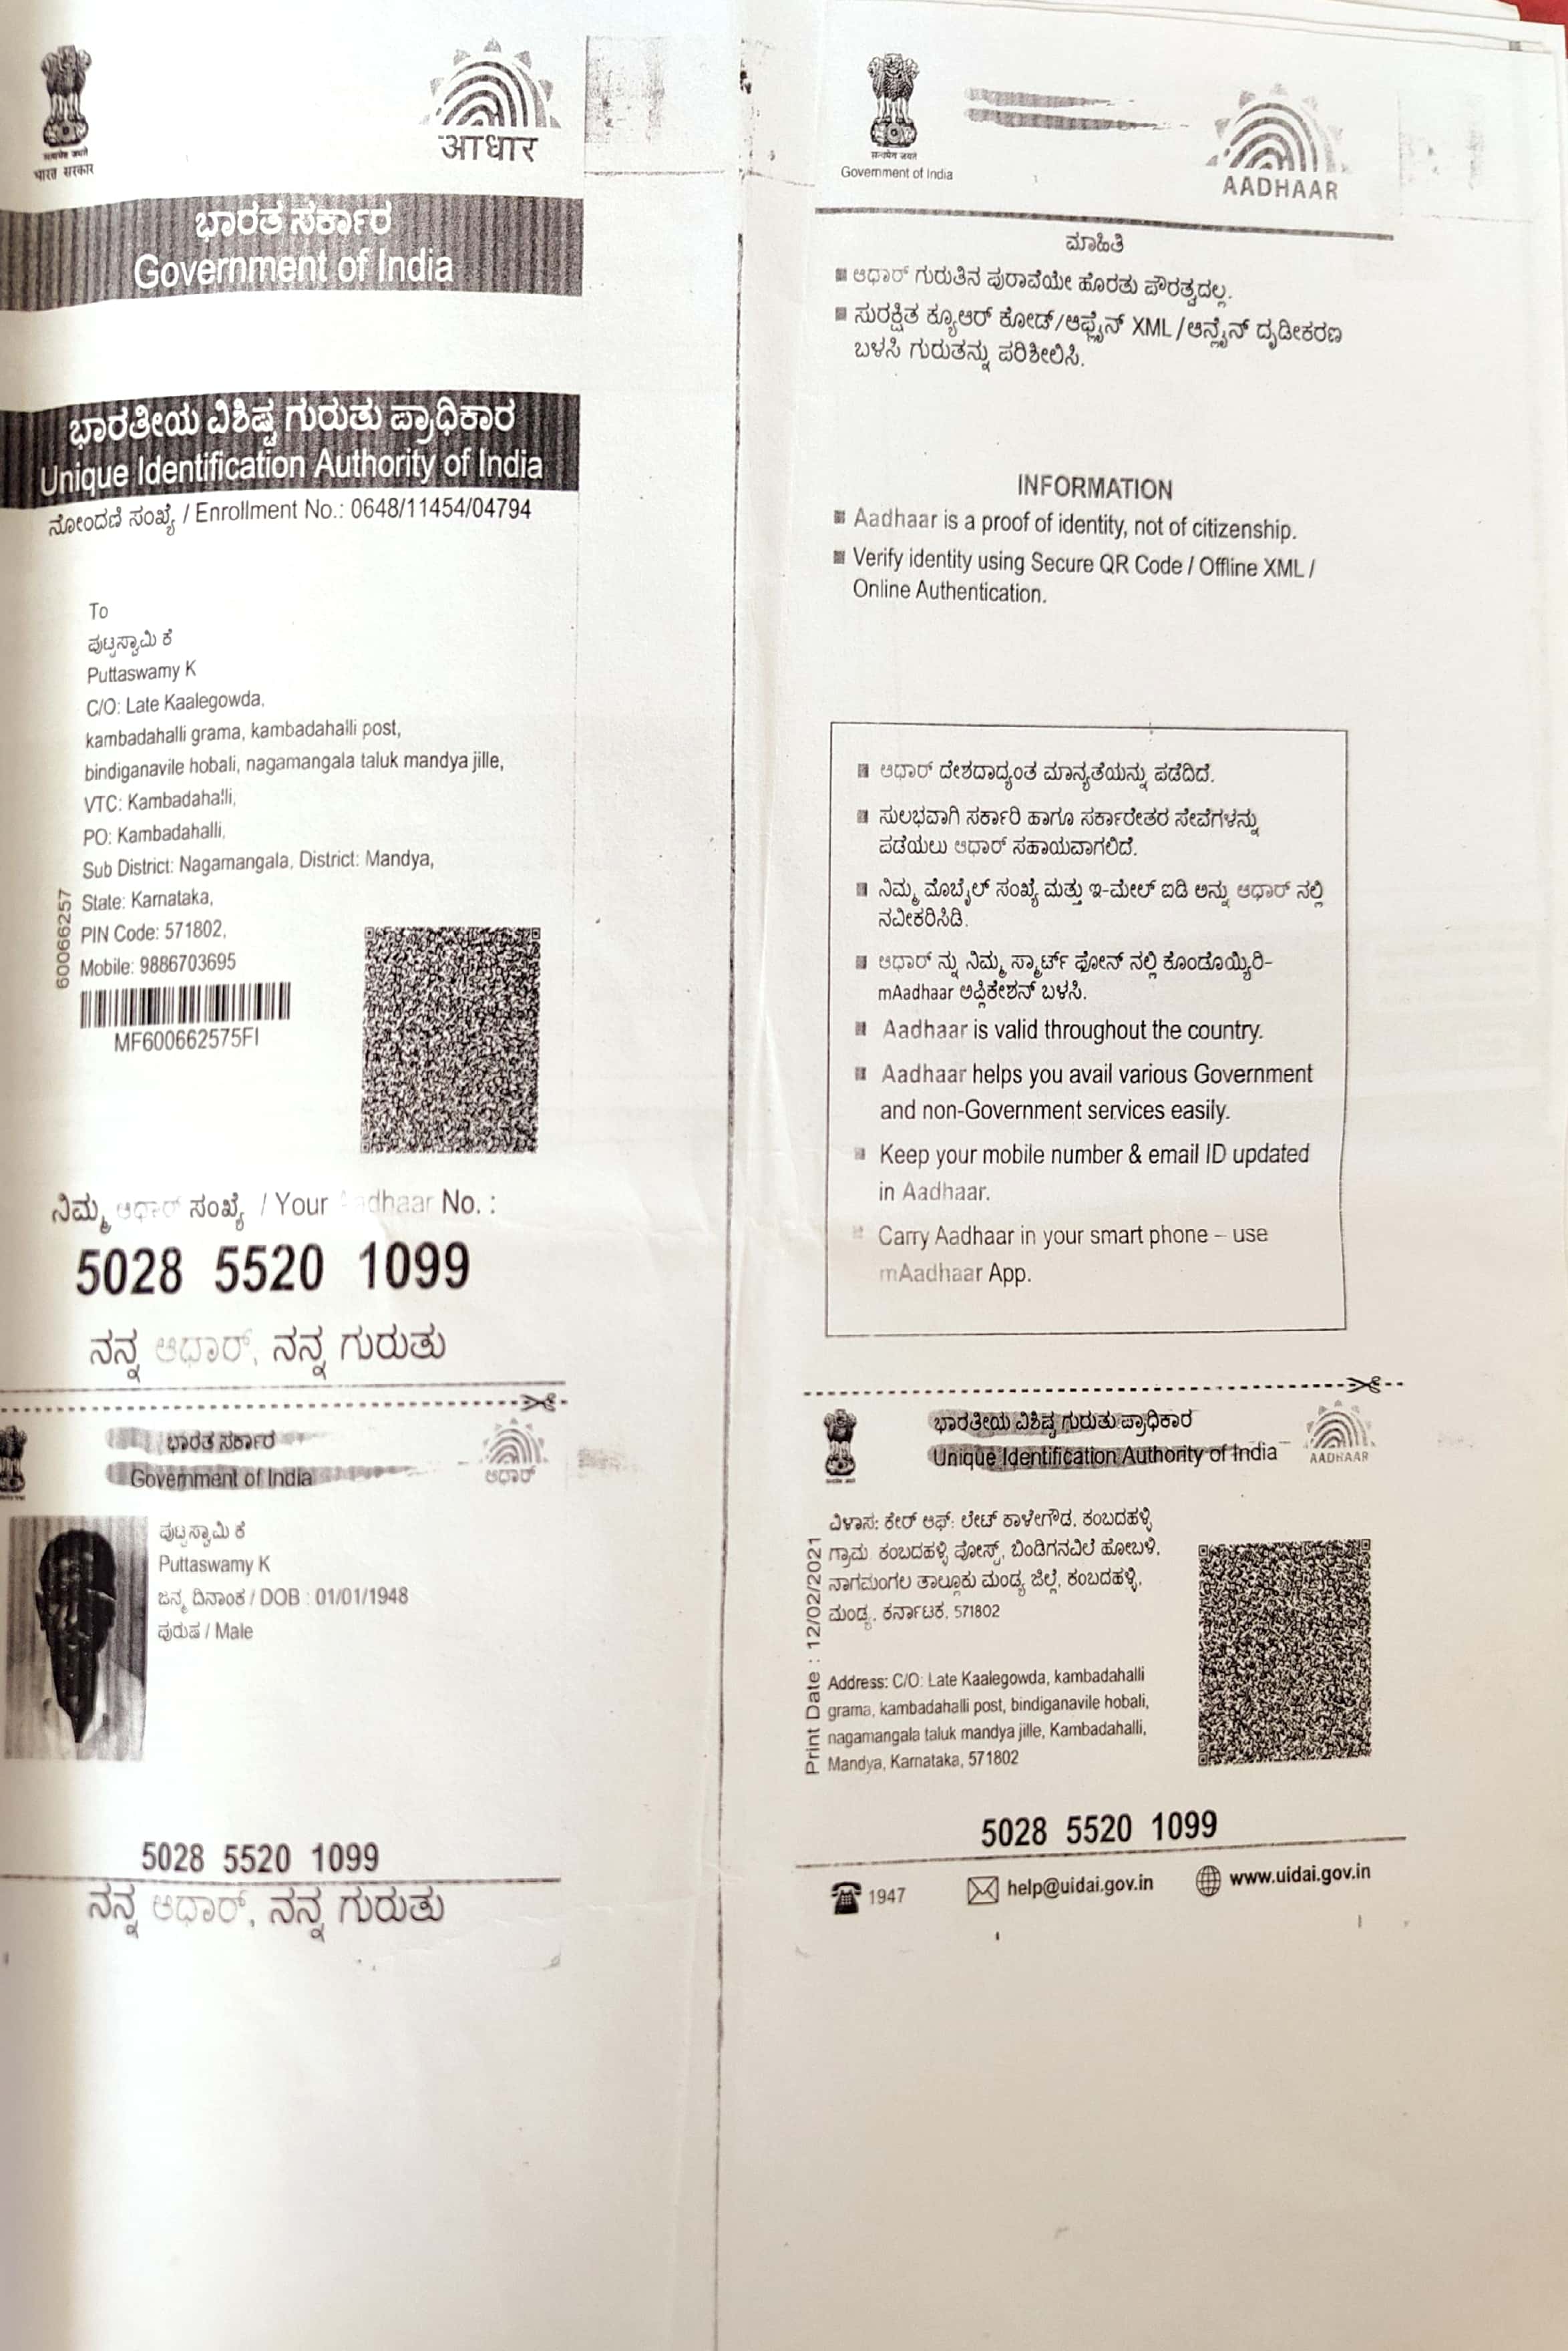 सत्यमेव जयते
भारत सरकार
आधार
ಭಾರತ ಸರ್ಕಾರ
Government of India
ಭಾರತೀಯ ವಿಶಿಷ್ಟ ಗುರುತು ಪ್ರಾಧಿಕಾರ
Unique Identification Authority of India
ನೋಂದಣಿ ಸಂಖ್ಯೆ / Enrollment No.: 0648/11454/04794
To
ಪುಟ್ಟಸ್ವಾಮಿ ಕೆ
Puttaswamy K
C/O: Late Kaalegowda,
kambadahalli grama, kambadahalli post,
bindiganavile hobali, nagamangala taluk mandya jille,
VTC: Kambadahalli,
PO: Kambadahalli,
Sub District: Nagamangala, District: Mandya,
State: Karnataka,
PIN Code: 571802,
Mobile: 9886703695
60066257
MF600662575FI
ನಿಮ್ಮ ಆಧಾರ್ ಸಂಖ್ಯೆ / Your Aadhaar No. :
5028 5520 1099
ನನ್ನ ಆಧಾರ್, ನನ್ನ ಗುರುತು
ಭಾರತ ಸರ್ಕಾರ
Government of India
ಆಧಾರ್
ಪುಟ್ಟಸ್ವಾಮಿ ಕೆ
Puttaswamy K
ಜನ್ಮ ದಿನಾಂಕ / DOB : 01/01/1948
ಪುರುಷ / Male
5028 5520 1099
ನನ್ನ ಆಧಾರ್, ನನ್ನ ಗುರುತು
सत्यमेव जयते
Government of India
AADHAAR
ಮಾಹಿತಿ
ಆಧಾರ್ ಗುರುತಿನ ಪುರಾವೆಯೇ ಹೊರತು ಪೌರತ್ವದಲ್ಲ.
ಸುರಕ್ಷಿತ ಕ್ಯೂಆರ್ ಕೋಡ್/ಆಫ್ಲೈನ್ XML /ಆನ್ಲೈನ್ ದೃಡೀಕರಣ
ಬಳಸಿ ಗುರುತನ್ನು ಪರಿಶೀಲಿಸಿ.
INFORMATION
Aadhaar is a proof of identity, not of citizenship.
Verify identity using Secure QR Code / Offline XML /
Online Authentication.
ಆಧಾರ್ ದೇಶದಾದ್ಯಂತ ಮಾನ್ಯತೆಯನ್ನು ಪಡೆದಿದೆ.
ಸುಲಭವಾಗಿ ಸರ್ಕಾರಿ ಹಾಗೂ ಸರ್ಕಾರೇತರ ಸೇವೆಗಳನ್ನು
ಪಡೆಯಲು ಆಧಾರ್ ಸಹಾಯವಾಗಲಿದೆ.
ನಿಮ್ಮ ಮೊಬೈಲ್ ಸಂಖ್ಯೆ ಮತ್ತು ಇ-ಮೇಲ್ ಐಡಿ ಅನ್ನು ಆಧಾರ್ ನಲ್ಲಿ
ನವೀಕರಿಸಿಡಿ.
ಆಧಾರ್ ನ್ನು ನಿಮ್ಮ ಸ್ಮಾರ್ಟ್ ಫೋನ್ ನಲ್ಲಿ ಕೊಂಡೊಯ್ಯಿರಿ-
mAadhaar ಅಪ್ಲಿಕೇಶನ್ ಬಳಸಿ.
Aadhaar is valid throughout the country.
Aadhaar helps you avail various Government
and non-Government services easily.
Keep your mobile number & email ID updated
in Aadhaar.
Carry Aadhaar in your smart phone – use
mAadhaar App.
ಭಾರತೀಯ ವಿಶಿಷ್ಟ ಗುರುತು ಪ್ರಾಧಿಕಾರ
Unique Identification Authority of India
AADHAAR
Print Date : 12/02/2021
ವಿಳಾಸ: ಕೇರ್ ಆಫ್: ಲೇಟ್ ಕಾಳೇಗೌಡ, ಕಂಬದಹಳ್ಳಿ
ಗ್ರಾಮ, ಕಂಬದಹಳ್ಳಿ ಪೋಸ್ಟ್, ಬಿಂಡಿಗನವಿಲೆ ಹೋಬಳಿ,
ನಾಗಮಂಗಲ ತಾಲ್ಲೂಕು ಮಂಡ್ಯ ಜಿಲ್ಲೆ, ಕಂಬದಹಳ್ಳಿ,
ಮಂಡ್ಯ, ಕರ್ನಾಟಕ, 571802
Address: C/O: Late Kaalegowda, kambadahalli
grama, kambadahalli post, bindiganavile hobali,
nagamangala taluk mandya jille, Kambadahalli,
Mandya, Karnataka, 571802
5028 5520 1099
1947
help@uidai.gov.in
www.uidai.gov.in